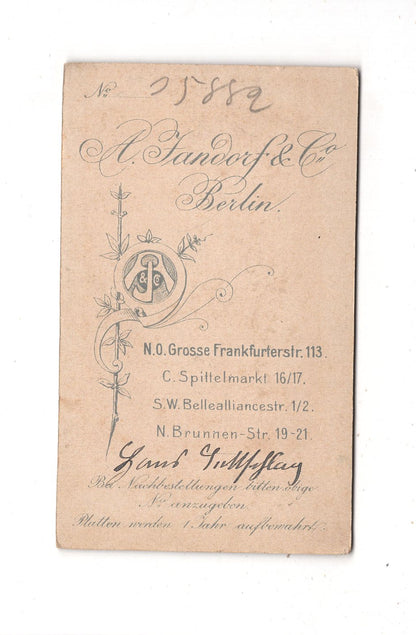 No. 25882
A. Jandorf & Co.
Berlin.
A J & C
N.O. Grosse Frankfurterstr. 113.
C. Spittelmarkt 16/17.
S.W. Bellealliancestr. 1/2.
N. Brunnen-Str. 19-21.
Hans
Bei Nachbestellungen bitten obige
No. anzugeben.
Platten werden 1 Jahr aufbewahrt.